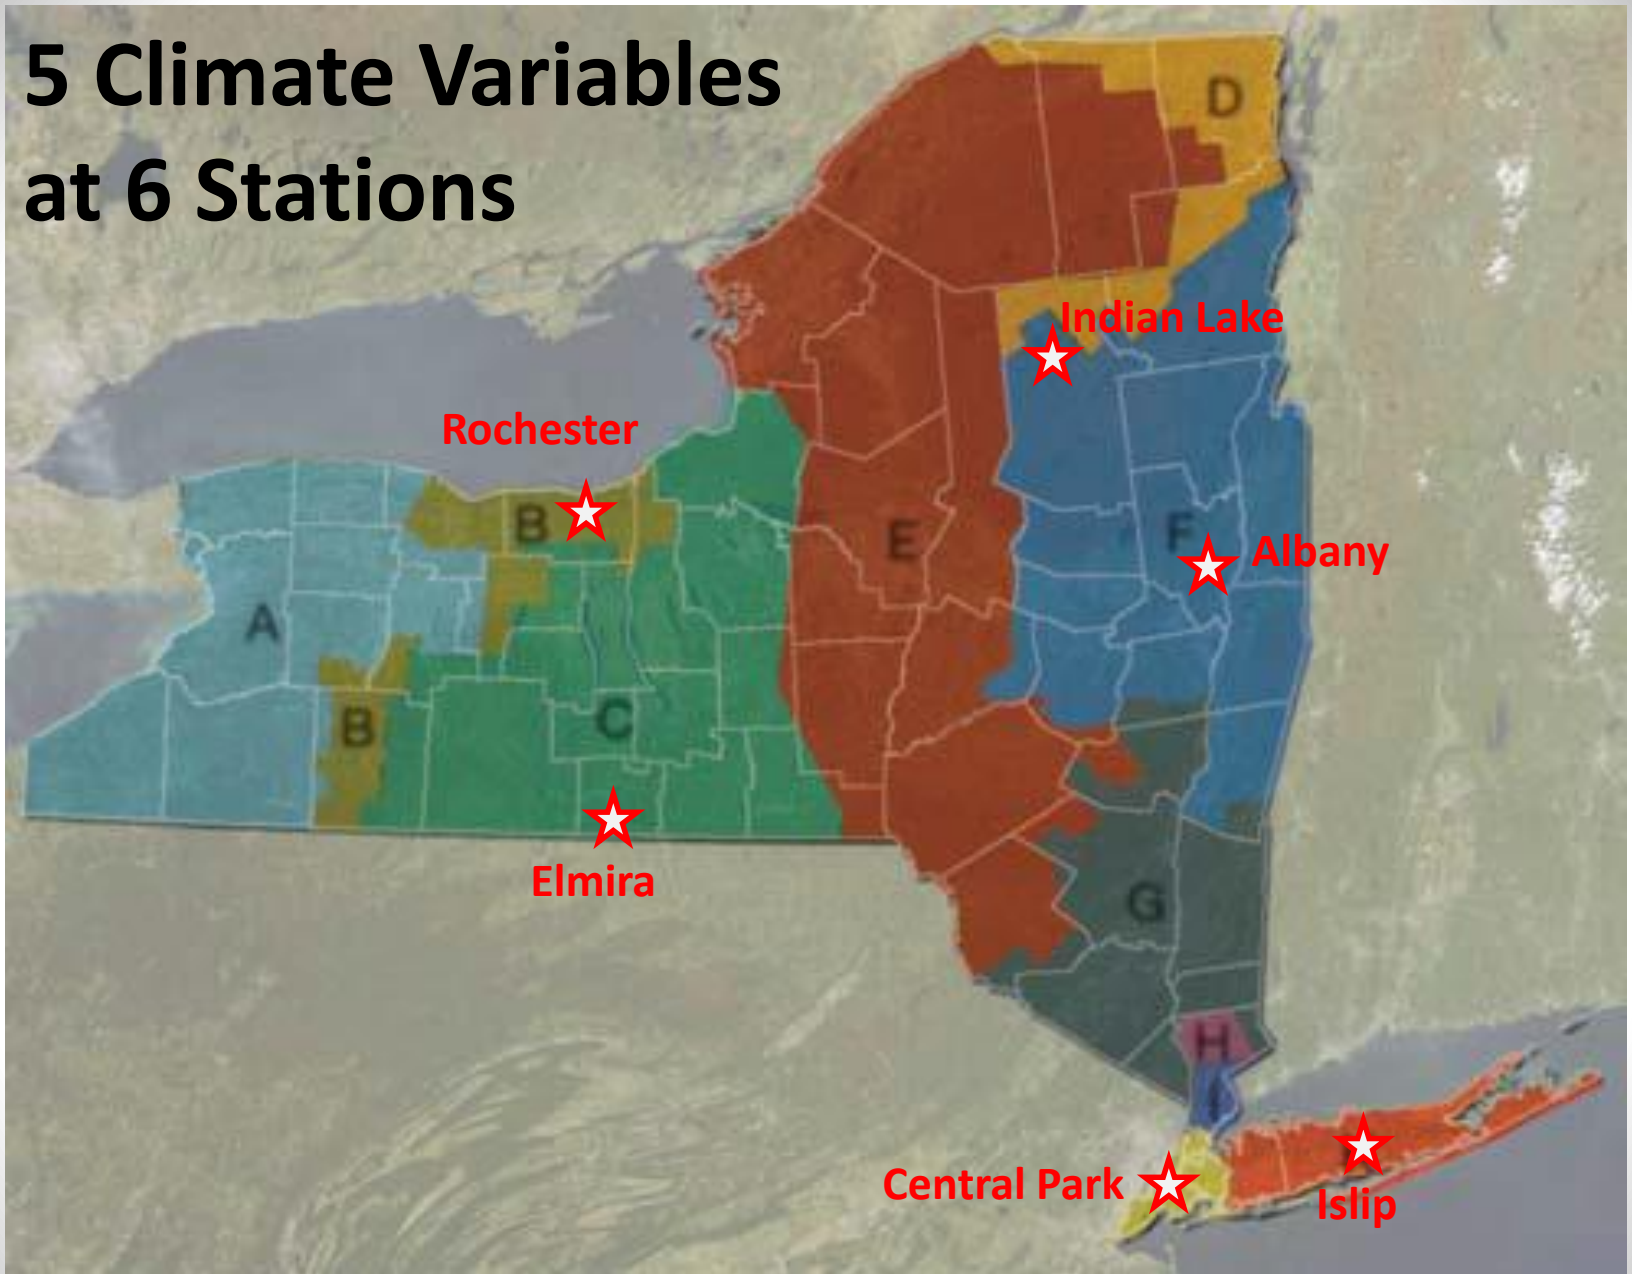 5 Climate Variables
at 6 Stations
D
Indian Lake
Rochester
B
E
F
Albany
A
B
C
Elmira
G
H
I
Central Park
Islip